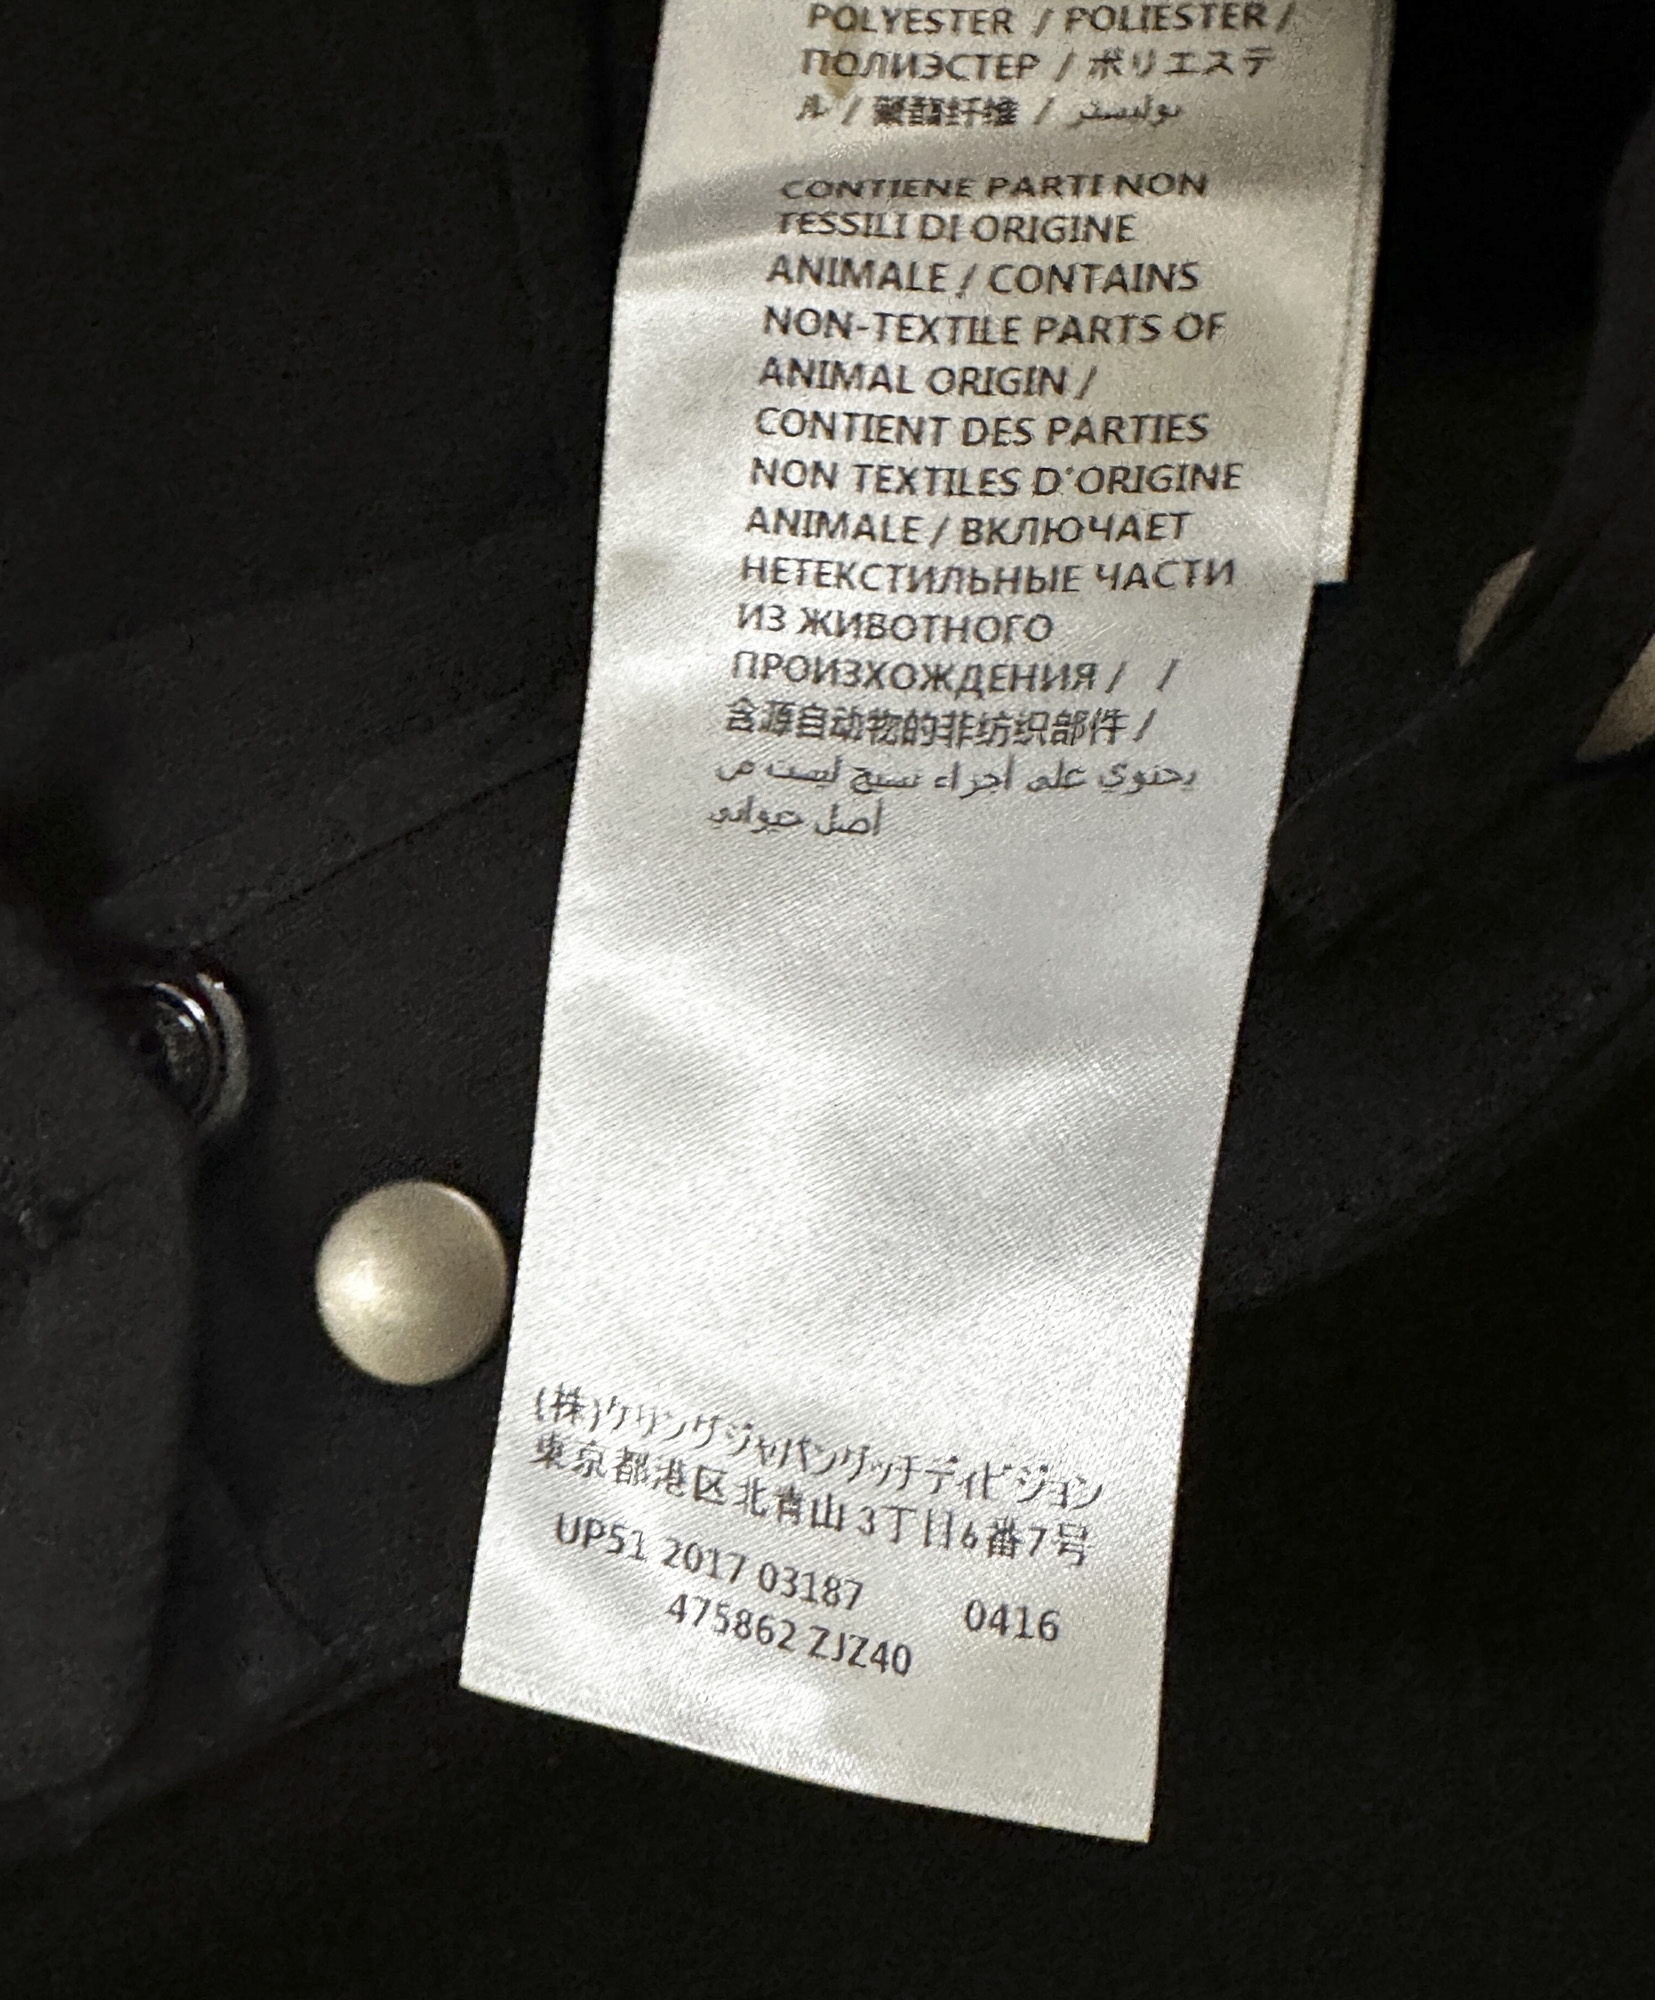 POLYESTER / POLIESTER /
ПОЛИЭСТЕР / ポリエステ
ル / 聚酯纤维 / بوليستر
CONTIENE PARTI NON
TESSILI DI ORIGINE
ANIMALE / CONTAINS
NON-TEXTILE PARTS OF
ANIMAL ORIGIN /
CONTIENT DES PARTIES
NON TEXTILES D'ORIGINE
ANIMALE / ВКЛЮЧАЕТ
НЕТЕКСТИЛЬНЫЕ ЧАСТИ
ИЗ ЖИВОТНОГО
ПРОИЗХОЖДЕНИЯ / /
含源自动物的非纺织部件 /
يحتوي على أجزاء نسيج ليست من
أصل حيواني
(株)ケリングジャパングッチディビジョン
東京都港区北青山3丁目6番7号
UP51 2017 03187 0416
475862 ZJZ40